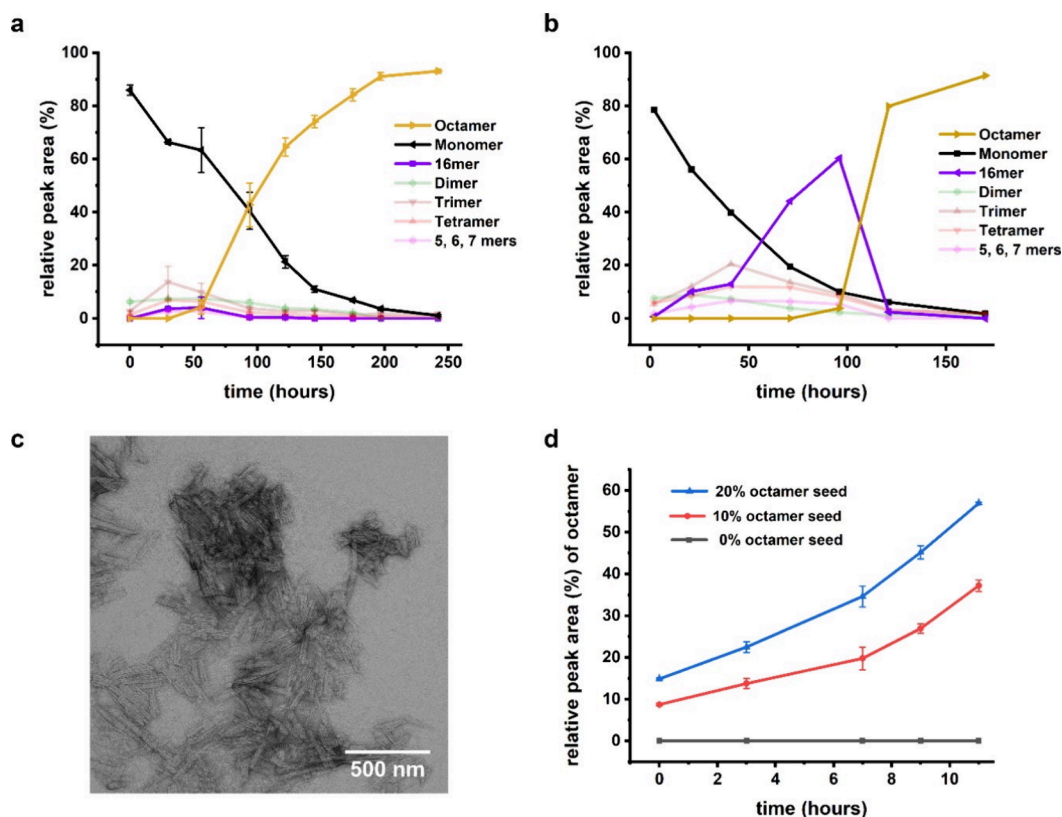 a
relative peak area (%)
100
80
60
40
20
0
Octamer
Monomer
16mer
Dimer
Trimer
Tetramer
5, 6, 7 mers
0
50
100
150
200
250
time (hours)
b
relative peak area (%)
100
80
60
40
20
0
Octamer
Monomer
16mer
Dimer
Trimer
Tetramer
5, 6, 7 mers
0
50
100
150
time (hours)
c
500 nm
d
relative peak area (%) of octamer
60
50
40
30
20
10
0
20% octamer seed
10% octamer seed
0% octamer seed
0
2
4
6
8
10
time (hours)